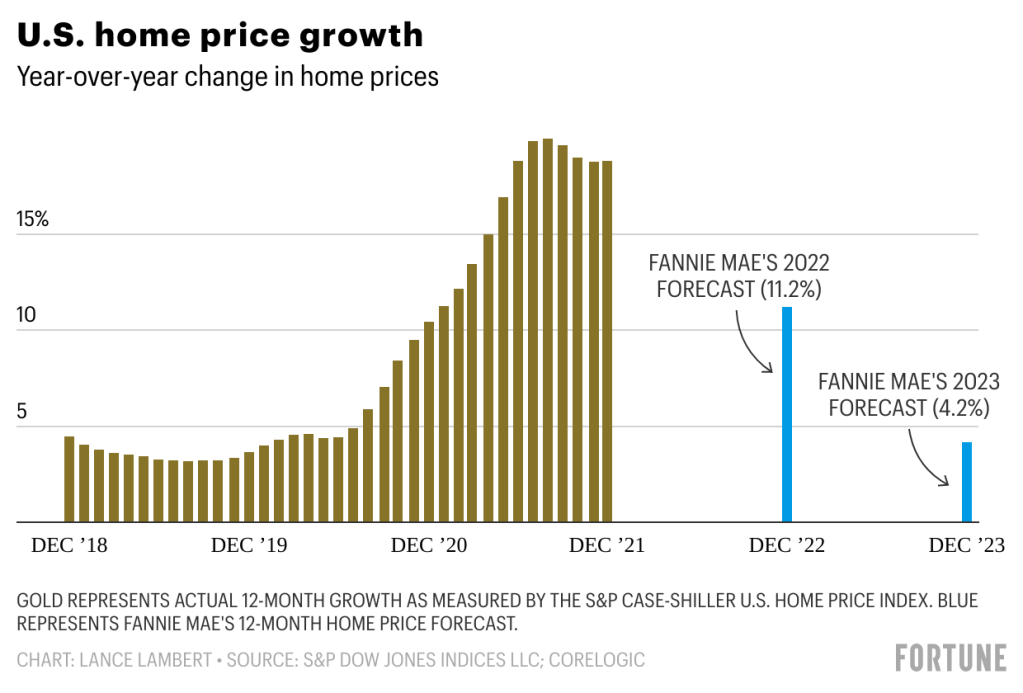 U.S. home price growth
Year-over-year change in home prices
15%
10
5
FANNIE MAE'S 2022
FORECAST (11.2%)
FANNIE MAE'S 2023
FORECAST (4.2%)
DEC ’18
DEC ’19
DEC ’20
DEC ’21
DEC ’22
DEC ’23
GOLD REPRESENTS ACTUAL 12-MONTH GROWTH AS MEASURED BY THE S&P CASE-SHILLER U.S. HOME PRICE INDEX. BLUE
REPRESENTS FANNIE MAE'S 12-MONTH HOME PRICE FORECAST.
CHART: LANCE LAMBERT • SOURCE: S&P DOW JONES INDICES LLC; CORELOGIC
FORTUNE